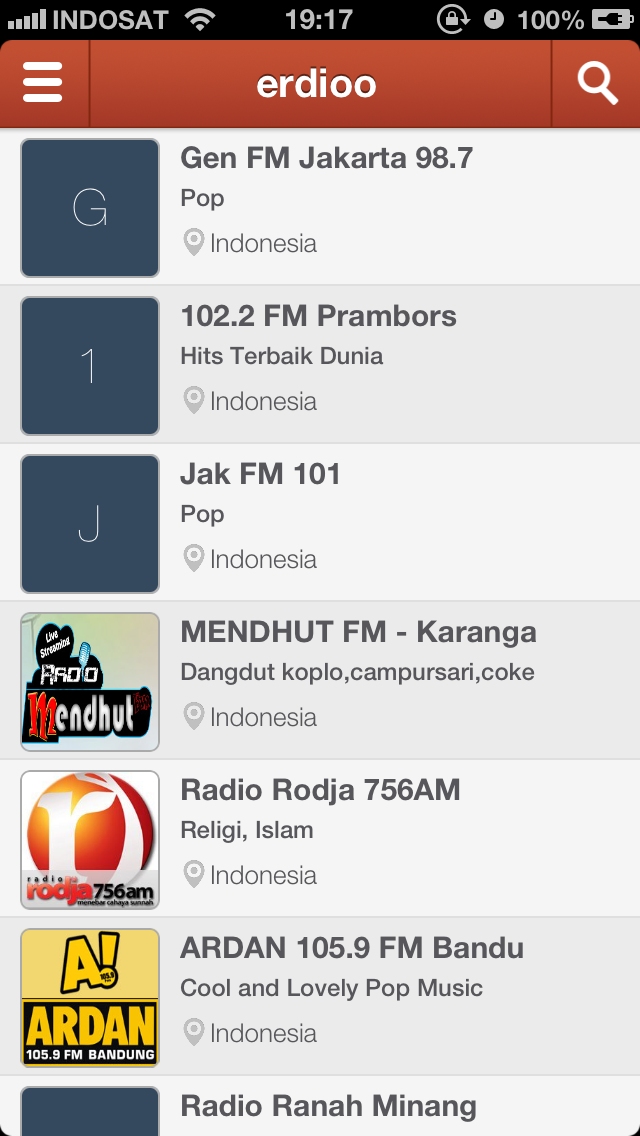 INDOSAT 19:17 100%
erdioo
G
Gen FM Jakarta 98.7
Pop
Indonesia
1
102.2 FM Prambors
Hits Terbaik Dunia
Indonesia
J
Jak FM 101
Pop
Indonesia
Live
Streaming
RADIO
Mendhut
MENDHUT FM - Karanga
Dangdut koplo,campursari,coke
Indonesia
radio
rodja756am
menebar cahaya sunnah
Radio Rodja 756AM
Religi, Islam
Indonesia
A!
105.9
ARDAN
105.9 FM BANDUNG
ARDAN 105.9 FM Bandu
Cool and Lovely Pop Music
Indonesia
Radio Ranah Minang